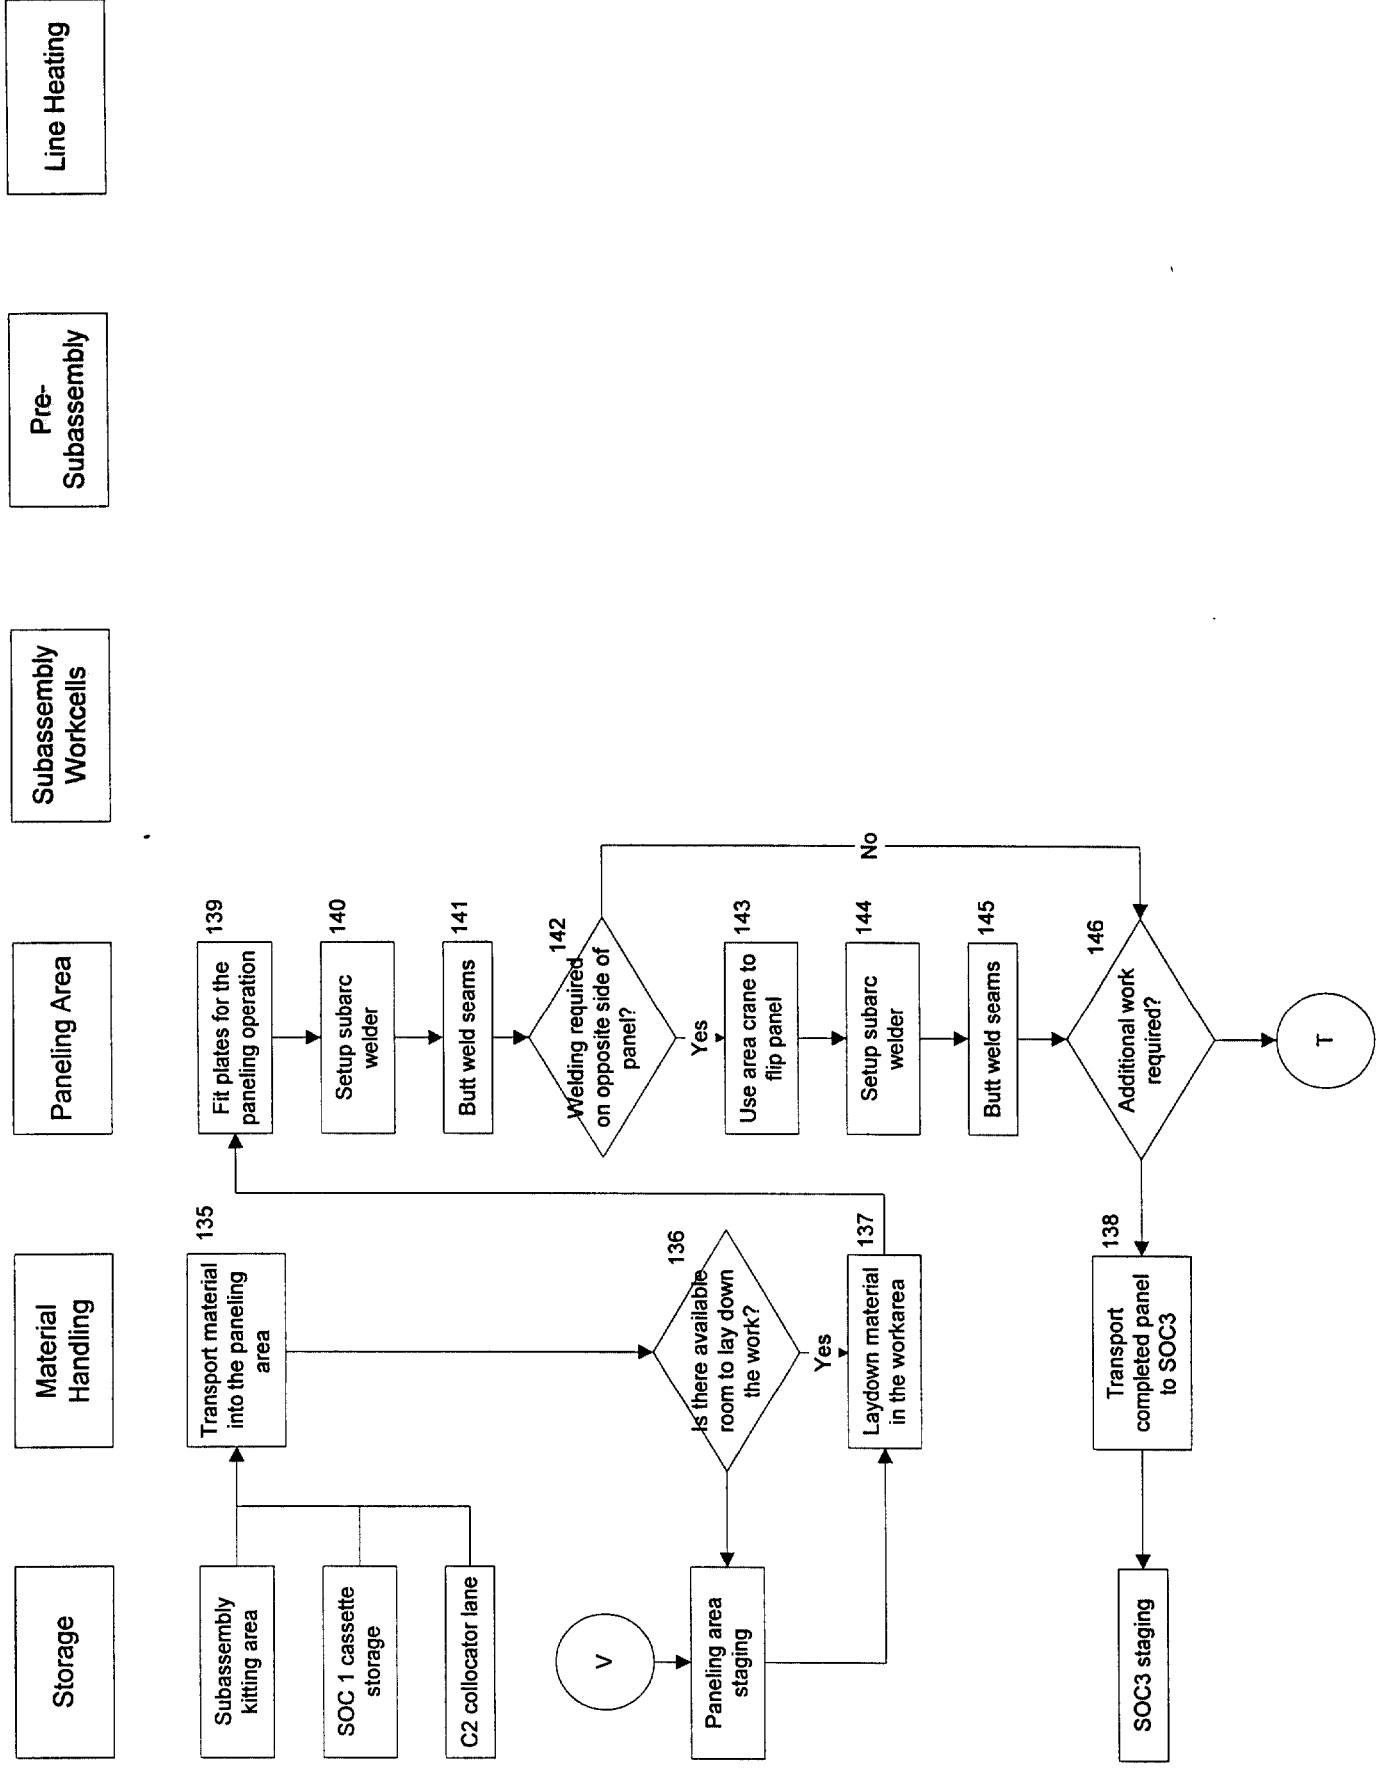 Storage
Material
Handling
Paneling Area
Subassembly
Workcells
Pre-
Subassembly
Line Heating
Subassembly
kitting area
SOC 1 cassette
storage
C2 collocator lane
V
Paneling area
staging
SOC3 staging
135
Transport material
into the paneling
area
136
Is there available
room to lay down
the work?
Yes
137
Laydown material
in the workarea
138
Transport
completed panel
to SOC3
139
Fit plates for the
paneling operation
140
Setup subarc
welder
141
Butt weld seams
142
Welding required
on opposite side of
panel?
Yes
No
143
Use area crane to
flip panel
144
Setup subarc
welder
145
Butt weld seams
146
Additional work
required?
T